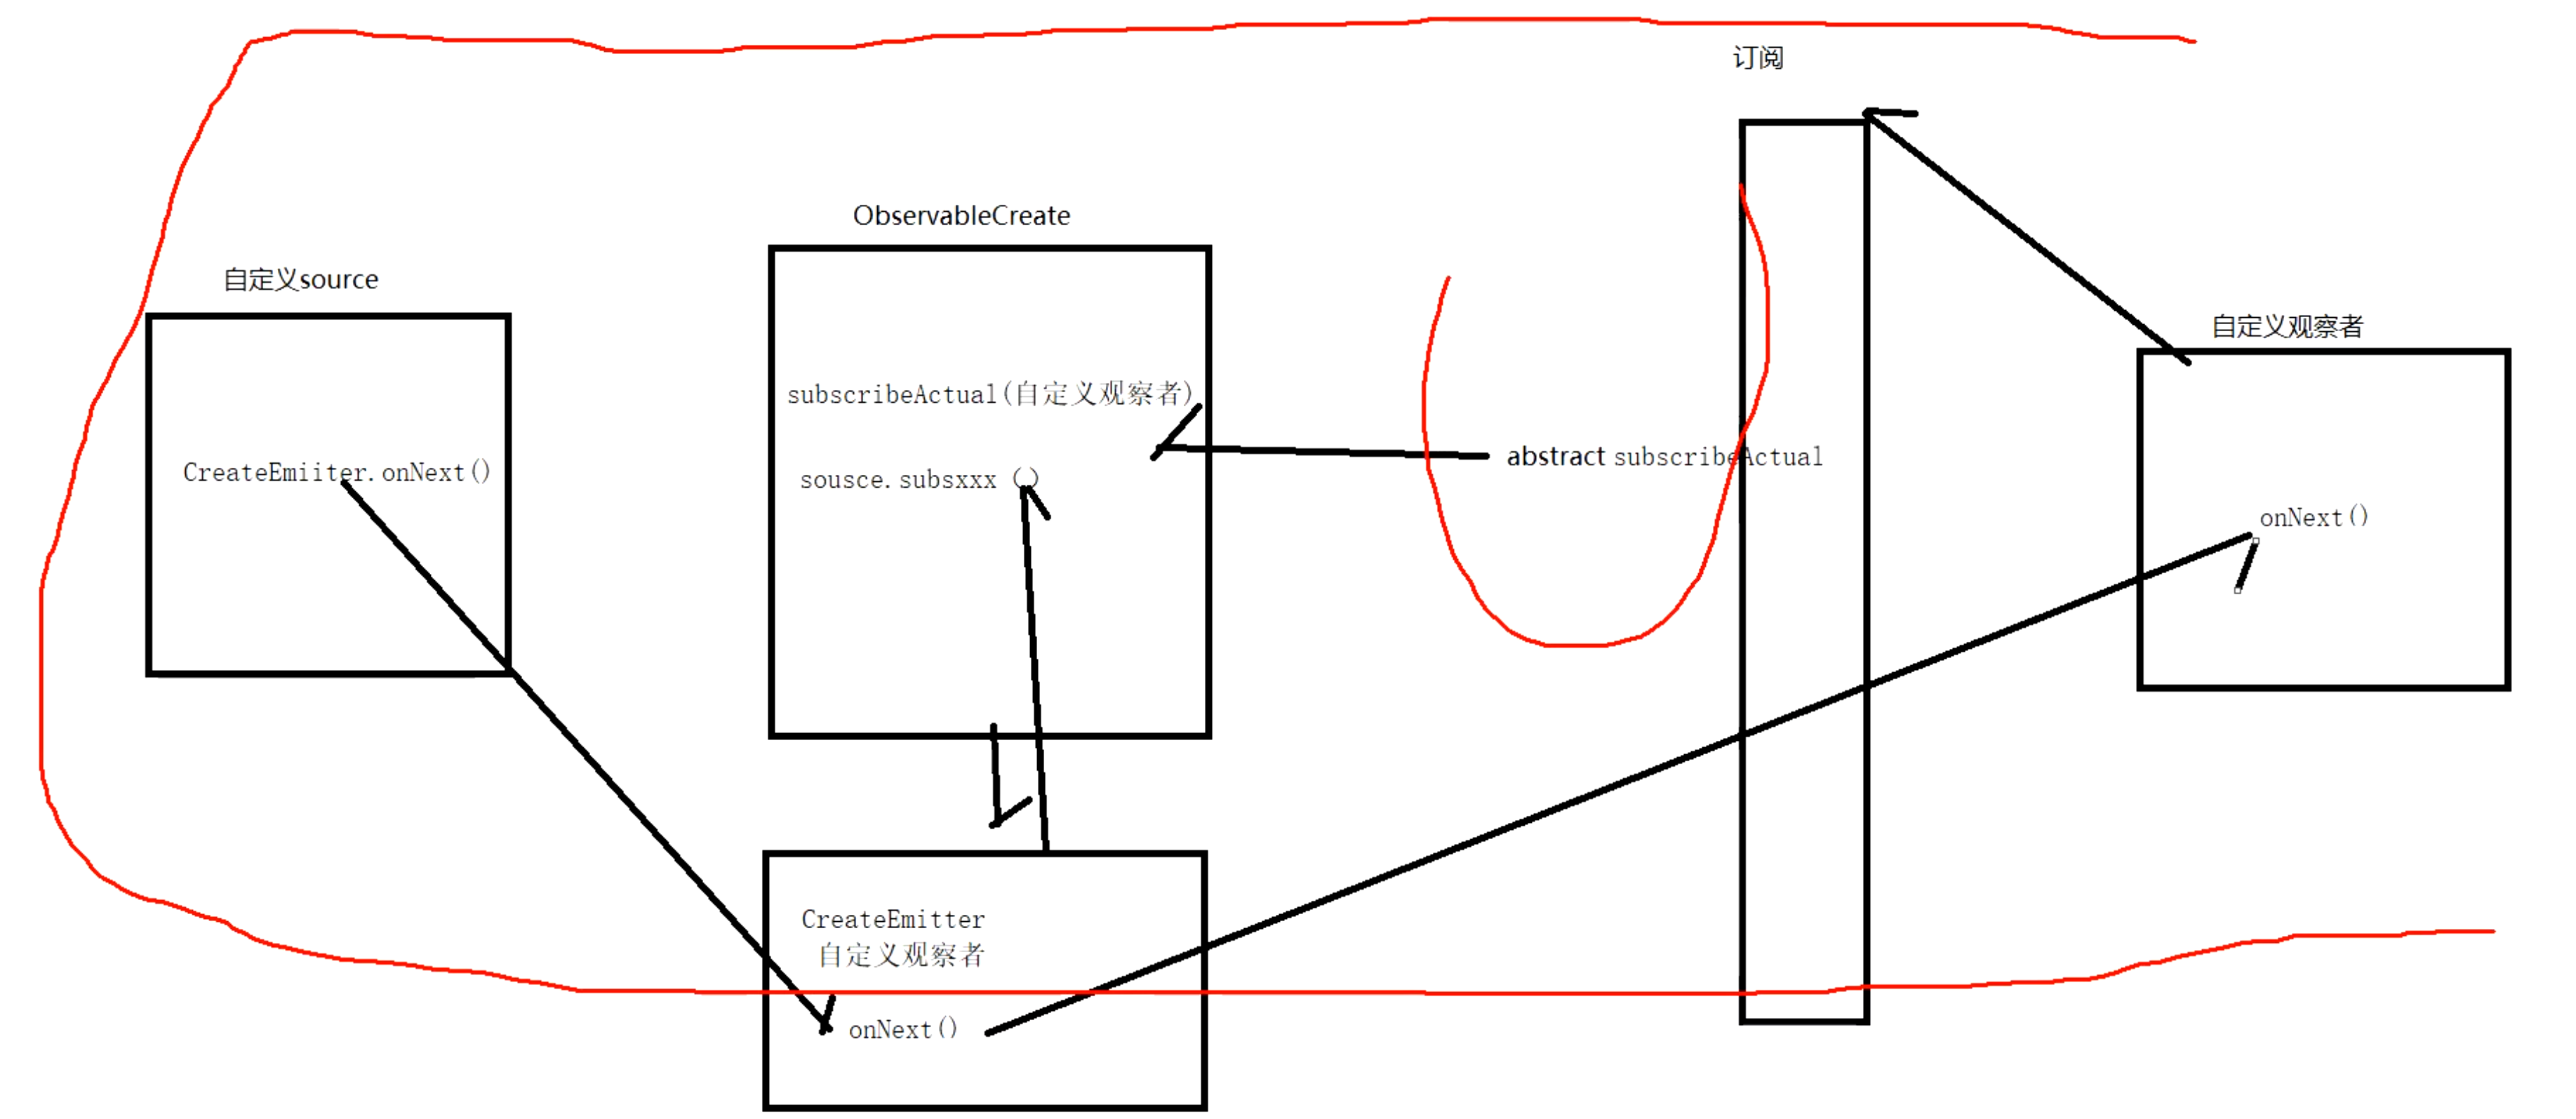 订阅
ObservableCreate
自定义source
自定义观察者
subscribeActual(自定义观察者)
CreateEmiiter.onNext()
abstract subscribeActual
sousce.subsxxx ()
onNext()
CreateEmitter
自定义观察者
onNext()